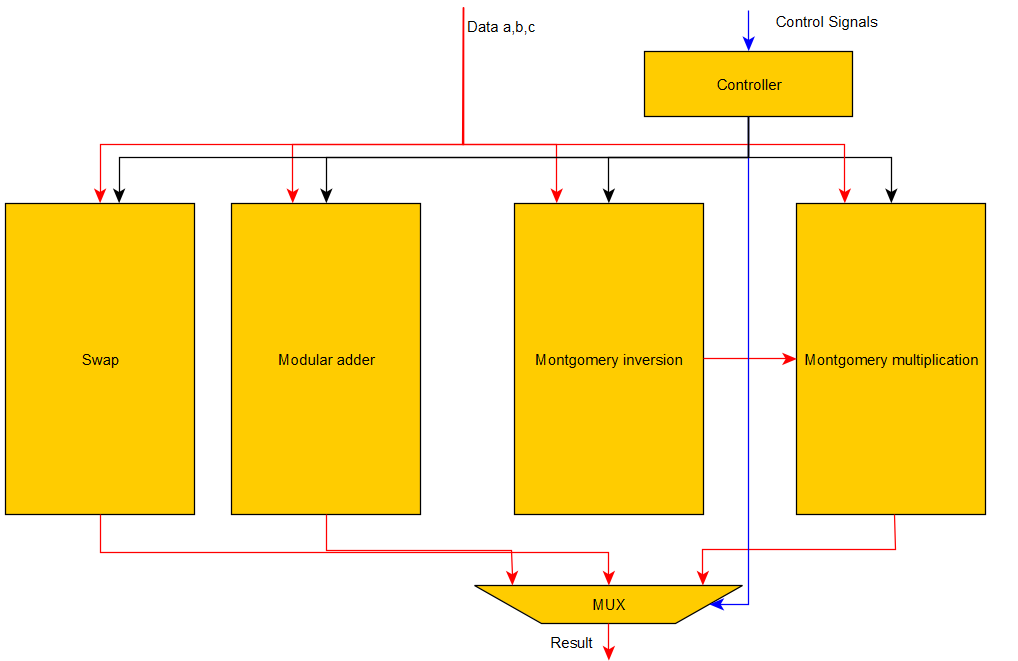 Data a,b,c
Control Signals
Controller
Swap
Modular adder
Montgomery inversion
Montgomery multiplication
MUX
Result